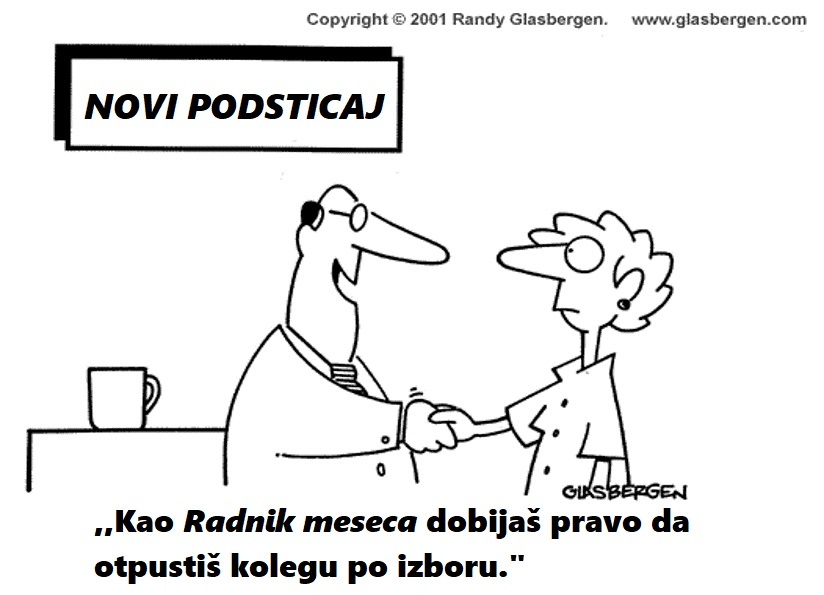 Copyright © 2001 Randy Glasbergen. www.glasbergen.com
NOVI PODSTICAJ
GLASBERGEN
,,Kao Radnik meseca dobijaš pravo da
otpustiš kolegu po izboru."